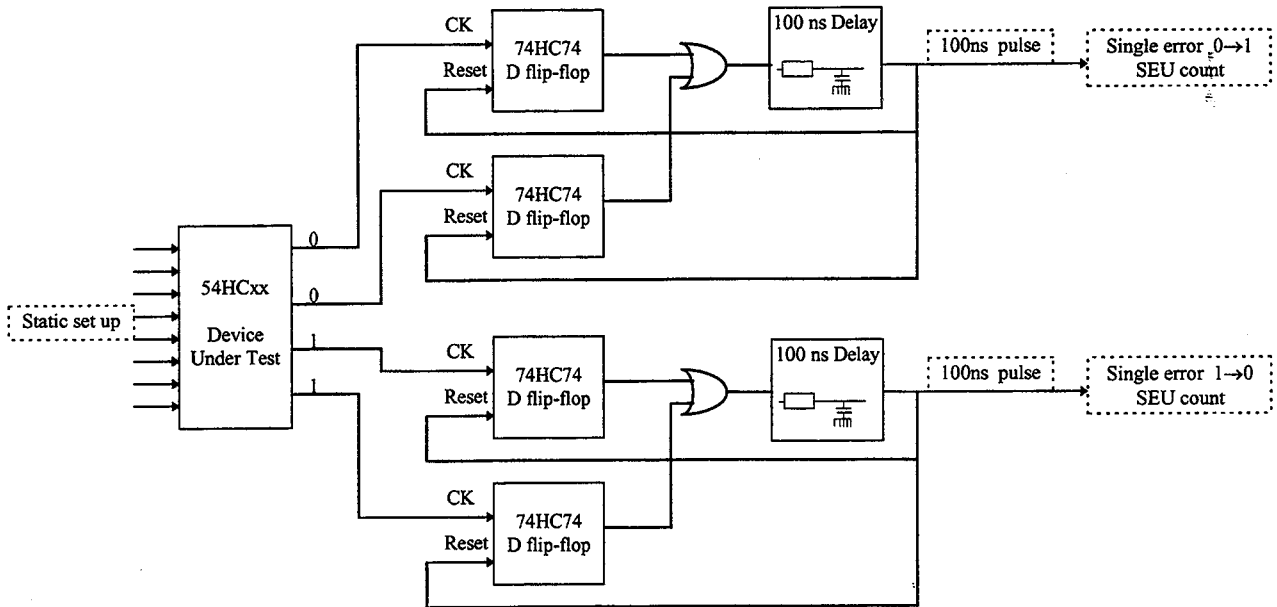 CK
74HC74
D flip-flop
Reset
100 ns Delay
100ns pulse
Single error 0→1
SEU count
CK
74HC74
D flip-flop
Reset
Static set up
54HCxx
Device
Under Test
0
0
1
1
CK
74HC74
D flip-flop
Reset
100 ns Delay
100ns pulse
Single error 1→0
SEU count
CK
74HC74
D flip-flop
Reset